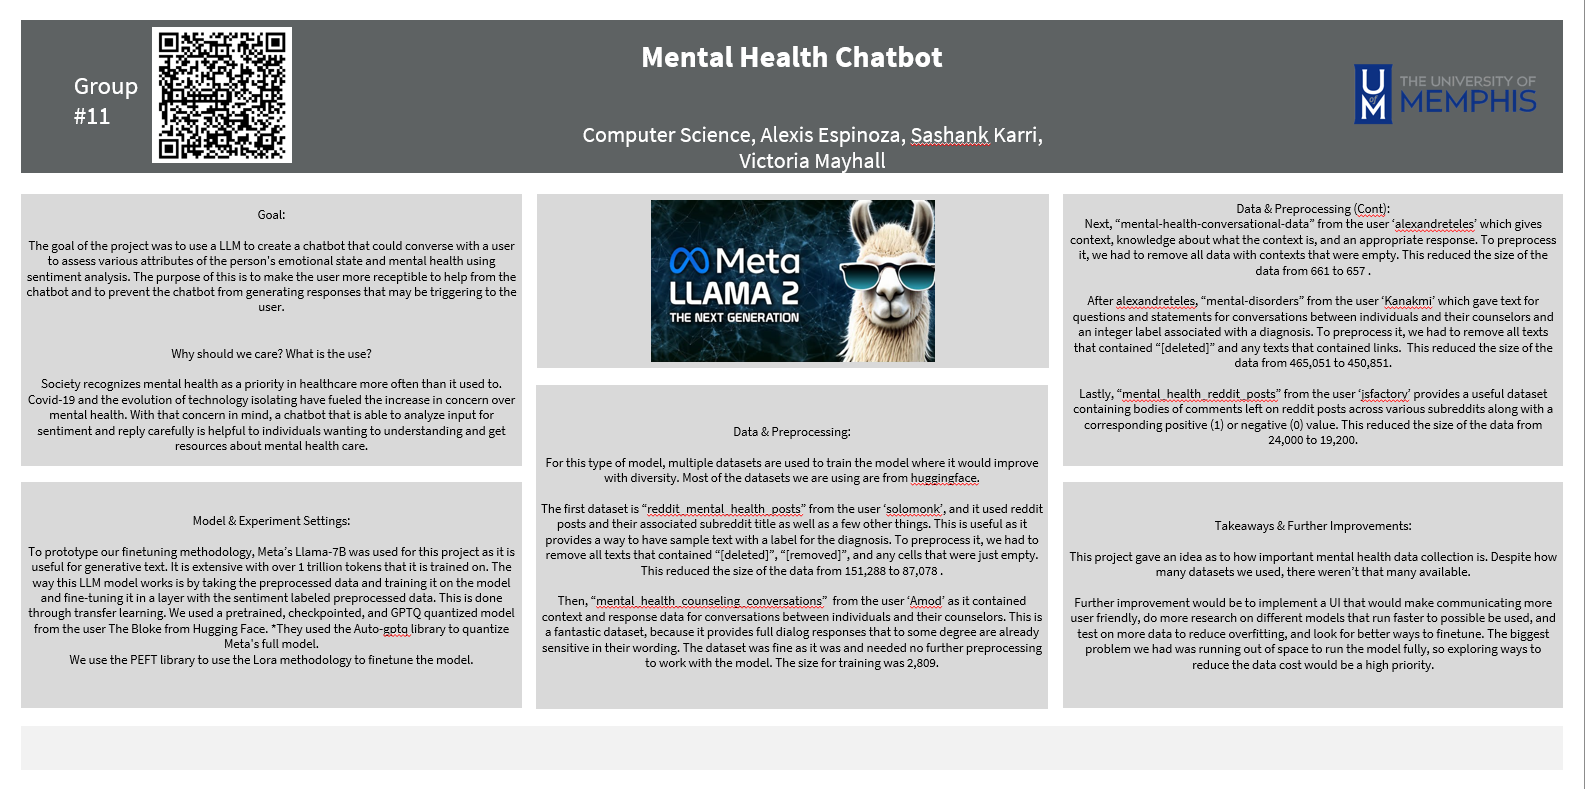 Group
#11
Mental Health Chatbot
Computer Science, Alexis Espinoza, Sashank Karri,
Victoria Mayhall
U
of
M
THE UNIVERSITY OF
MEMPHIS
Goal:
The goal of the project was to use a LLM to create a chatbot that could converse with a user
to assess various attributes of the person's emotional state and mental health using
sentiment analysis. The purpose of this is to make the user more receptible to help from the
chatbot and to prevent the chatbot from generating responses that may be triggering to the
user.
Why should we care? What is the use?
Society recognizes mental health as a priority in healthcare more often than it used to.
Covid-19 and the evolution of technology isolating have fueled the increase in concern over
mental health. With that concern in mind, a chatbot that is able to analyze input for
sentiment and reply carefully is helpful to individuals wanting to understanding and get
resources about mental health care.
Model & Experiment Settings:
To prototype our finetuning methodology, Meta's Llama-7B was used for this project as it is
useful for generative text. It is extensive with over 1 trillion tokens that it is trained on. The
way this LLM model works is by taking the preprocessed data and training it on the model
and fine-tuning it in a layer with the sentiment labeled preprocessed data. This is done
through transfer learning. We used a pretrained, checkpointed, and GPTQ quantized model
from the user The Bloke from Hugging Face. *They used the Auto-gptq library to quantize
Meta's full model.
We use the PEFT library to use the Lora methodology to finetune the model.
Meta
LLAMA 2
THE NEXT GENERATION
Data & Preprocessing:
For this type of model, multiple datasets are used to train the model where it would improve
with diversity. Most of the datasets we are using are from huggingface.
The first dataset is “reddit_mental_health_posts” from the user ‘solomonk’, and it used reddit
posts and their associated subreddit title as well as a few other things. This is useful as it
provides a way to have sample text with a label for the diagnosis. To preprocess it, we had to
remove all texts that contained “[deleted]”, “[removed]”, and any cells that were just empty.
This reduced the size of the data from 151,288 to 87,078 .
Then, “mental_health_counseling_conversations” from the user ‘Amod’ as it contained
context and response data for conversations between individuals and their counselors. This is
a fantastic dataset, because it provides full dialog responses that to some degree are already
sensitive in their wording. The dataset was fine as it was and needed no further preprocessing
to work with the model. The size for training was 2,809.
Data & Preprocessing (Cont):
Next, “mental-health-conversational-data” from the user ‘alexandreteles’ which gives
context, knowledge about what the context is, and an appropriate response. To preprocess
it, we had to remove all data with contexts that were empty. This reduced the size of the
data from 661 to 657 .
After alexandreteles, “mental-disorders” from the user ‘Kanakmi’ which gave text for
questions and statements for conversations between individuals and their counselors and
an integer label associated with a diagnosis. To preprocess it, we had to remove all texts
that contained “[deleted]” and any texts that contained links. This reduced the size of the
data from 465,051 to 450,851.
Lastly, “mental_health_reddit_posts” from the user ‘jsfactory’ provides a useful dataset
containing bodies of comments left on reddit posts across various subreddits along with a
corresponding positive (1) or negative (0) value. This reduced the size of the data from
24,000 to 19,200.
Takeaways & Further Improvements:
This project gave an idea as to how important mental health data collection is. Despite how
many datasets we used, there weren’t that many available.
Further improvement would be to implement a UI that would make communicating more
user friendly, do more research on different models that run faster to possible be used, and
test on more data to reduce overfitting, and look for better ways to finetune. The biggest
problem we had was running out of space to run the model fully, so exploring ways to
reduce the data cost would be a high priority.